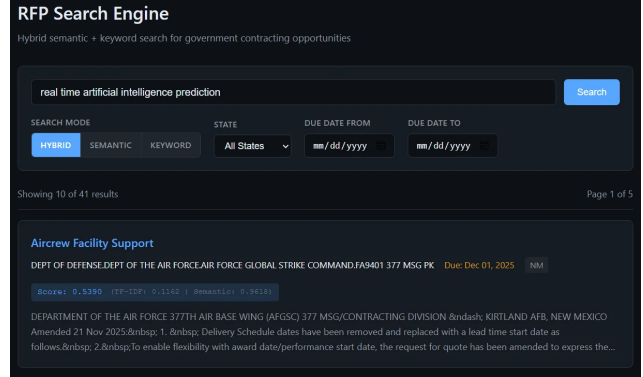 RFP Search Engine
Hybrid semantic + keyword search for government contracting opportunities
real time artificial intelligence prediction
Search
SEARCH MODE
STATE
DUE DATE FROM
DUE DATE TO
HYBRID
SEMANTIC
KEYWORD
All States
mm/dd/yyyy
mm/dd/yyyy
Showing 10 of 41 results
Page 1 of 5
Aircrew Facility Support
DEPT OF DEFENSE.DEPT OF THE AIR FORCE.AIR FORCE GLOBAL STRIKE COMMAND.FA9401 377 MSG PK Due: Dec 01, 2025 NM
Score: 0.5390 (TF-IDF: 0.1162 | Semantic: 0.9618)
DEPARTMENT OF THE AIR FORCE 377TH AIR BASE WING (AFGSC) 377 MSG/CONTRACTING DIVISION &ndash; KIRTLAND AFB, NEW MEXICO
Amended 21 Nov 2025:&nbsp; 1. &nbsp; Delivery Schedule dates have been removed and replaced with a lead time start date as
follows.&nbsp; 2.&nbsp;To enable flexibility with award date/performance start date, the request for quote has been amended to express the...